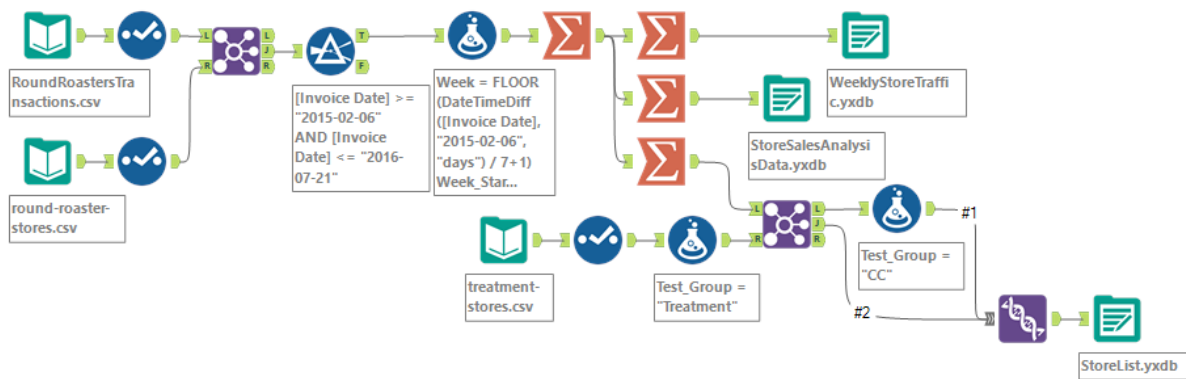 L
R
L
J
R
T
F
RoundRoastersTra
nsactions.csv
[Invoice Date] >=
"2015-02-06"
AND [Invoice
Date] <= "2016-
07-21"
Week = FLOOR
(DateTimeDiff
([Invoice Date],
"2015-02-06",
"days") / 7+1)
Week_Star...
WeeklyStoreTraffi
c.yxdb
StoreSalesAnalysi
sData.yxdb
round-roaster-
stores.csv
L
R
L
J
R
#1
treatment-
stores.csv
Test_Group =
"Treatment"
Test_Group =
"CC"
#2
StoreList.yxdb